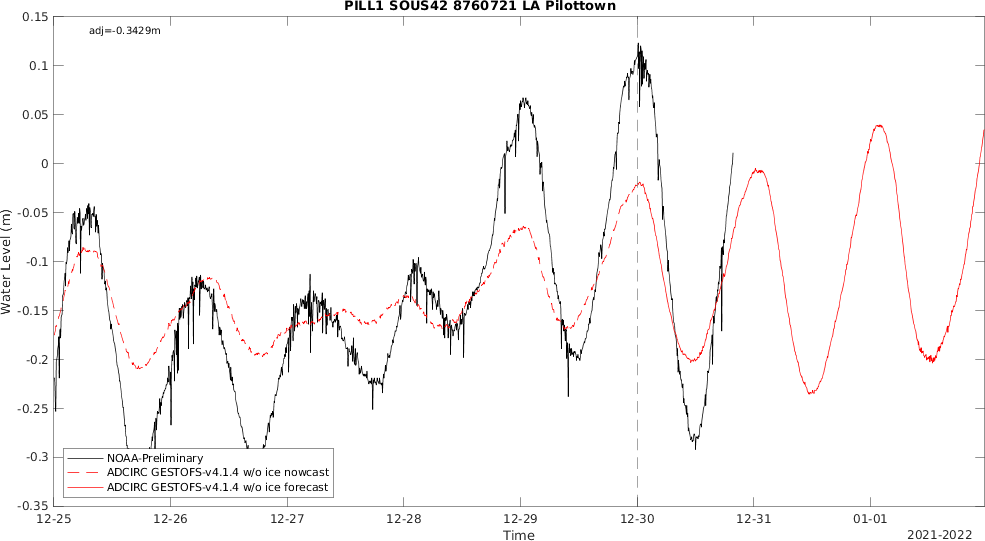 PILL1 SOUS42 8760721 LA Pilottown
adj=-0.3429m
0.15
0.1
0.05
0
-0.05
-0.1
-0.15
-0.2
-0.25
-0.3
-0.35
Water Level (m)
NOAA-Preliminary
ADCIRC GESTOFS-v4.1.4 w/o ice nowcast
ADCIRC GESTOFS-v4.1.4 w/o ice forecast
12-25 12-26 12-27 12-28 12-29 12-30 12-31 01-01
Time
2021-2022